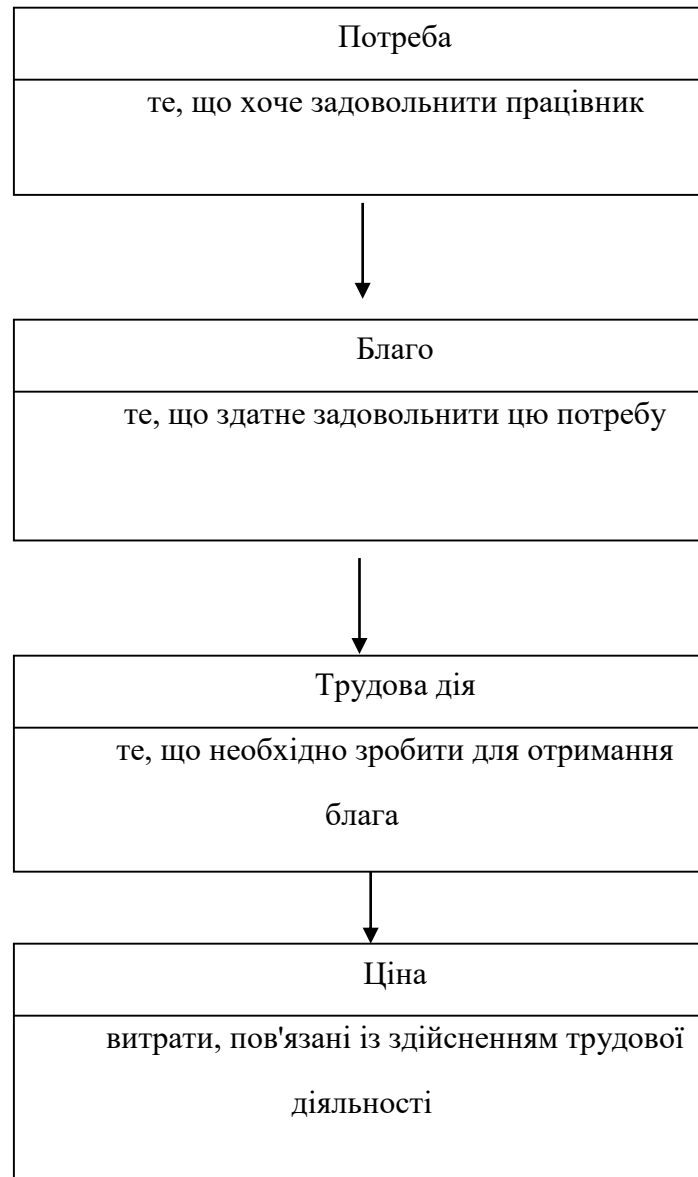 Потреба
те, що хоче задовольнити працівник
Благо
те, що здатне задовольнити цю потребу
Трудова дія
те, що необхідно зробити для отримання
блага
Ціна
витрати, пов'язані із здійсненням трудової
діяльності